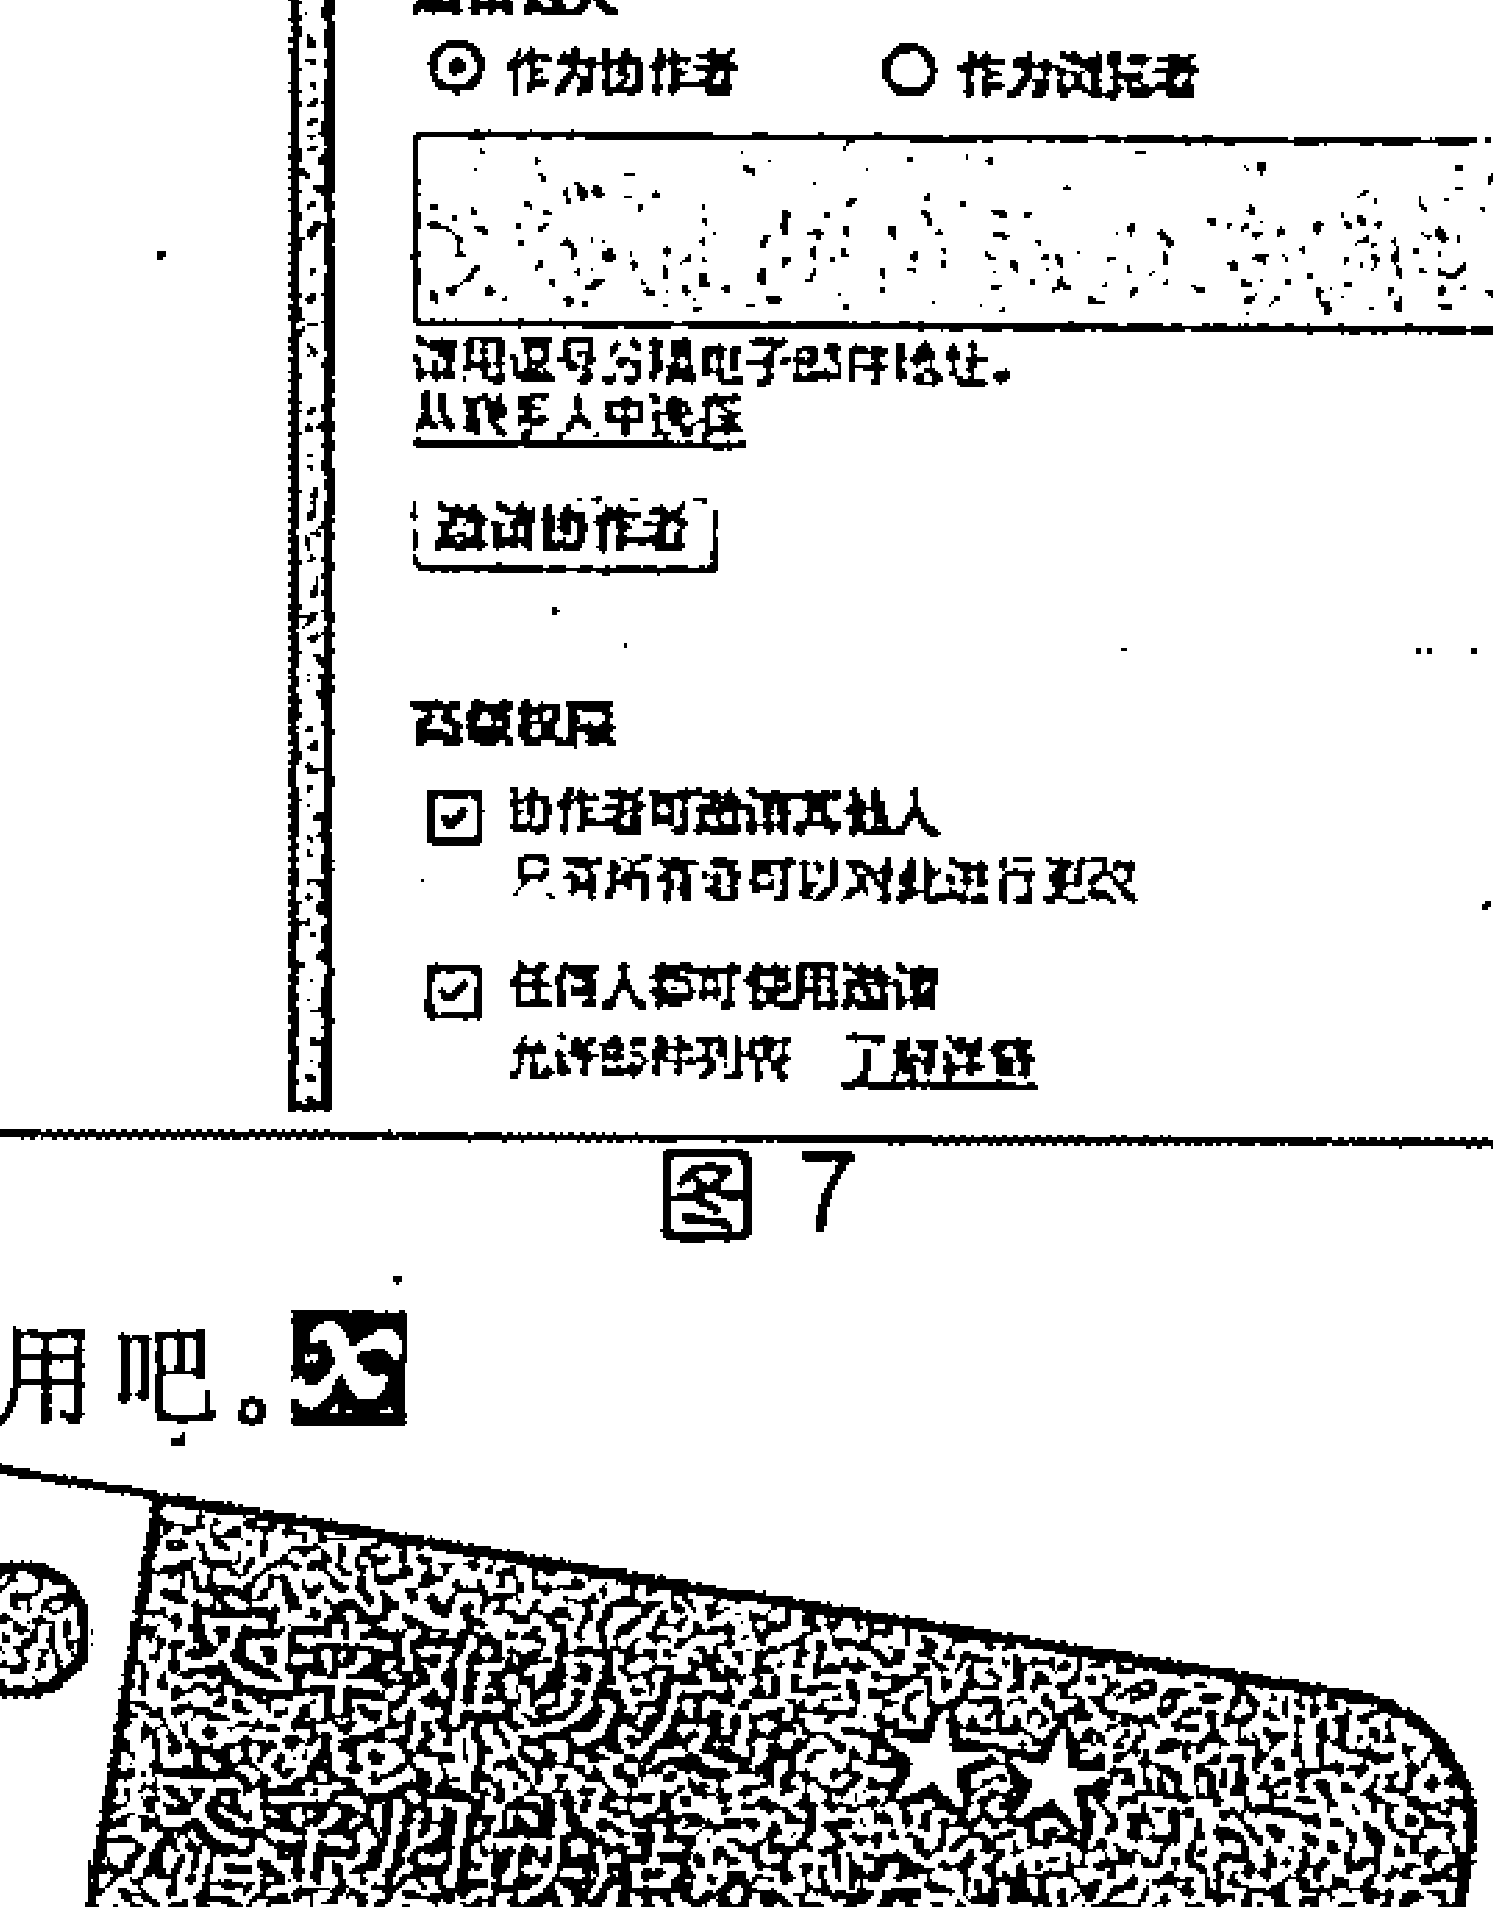 邀请他人
作为协作者 作为浏览者
请用逗号分隔电子邮件地址。
从联系人中选择
邀请协作者
高级权限
协作者可邀请其他人
只有所有者可以对此进行更改
任何人都可使用邀请
允许邮件列表 了解详情
图 7
用吧。